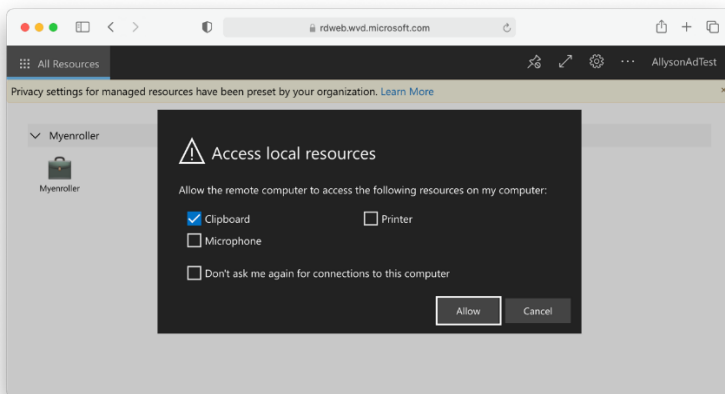 rdweb.wvd.microsoft.com
All Resources
AllysonAdTest
Privacy settings for managed resources have been preset by your organization. Learn More
Myenroller
Myenroller
Access local resources
Allow the remote computer to access the following resources on my computer:
Clipboard
Printer
Microphone
Don't ask me again for connections to this computer
Allow
Cancel